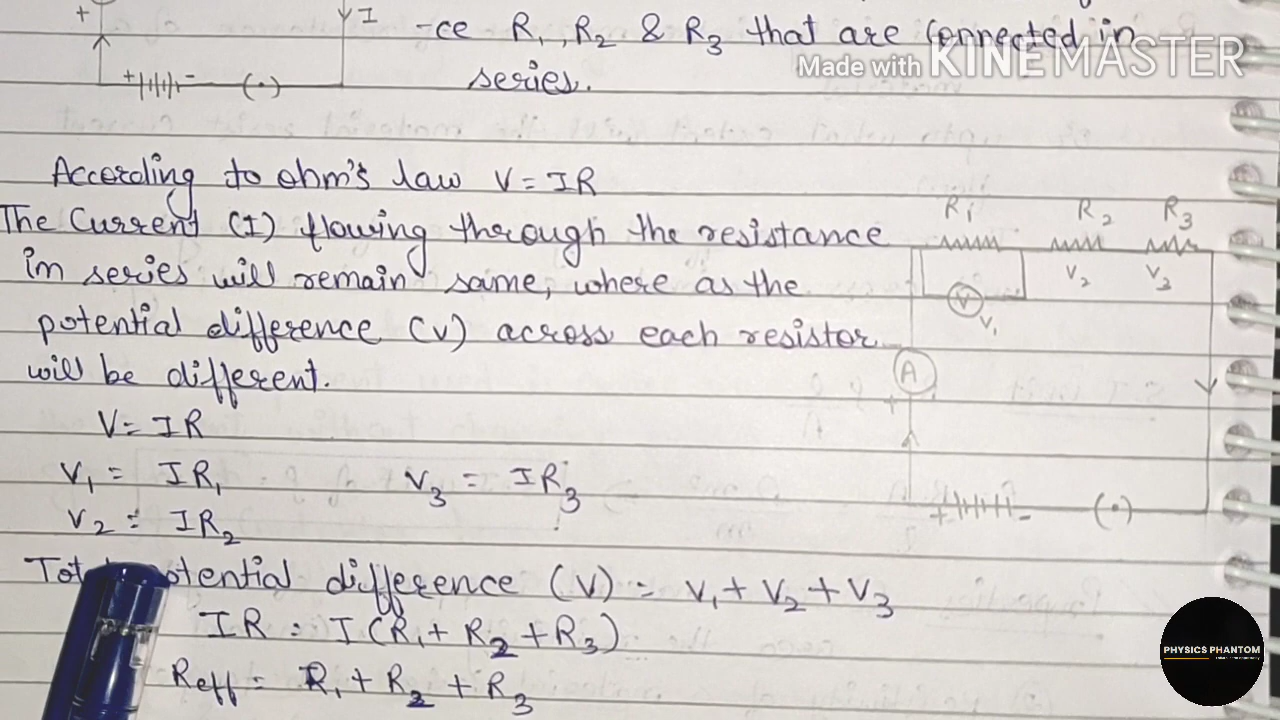 +
I
-ce R1, R2 & R3 that are connected in
Made with KINEMASTER
series.
+ -
(.)
According to ohm's law V = IR
The Current (I) flowing through the resistance
in series will remain same, where as the
potential difference (V) across each resistor
will be different.
R1 R2 R3
V V1 V2 V3
A
+
+ - (.)
V = IR
V1 = IR1 V3 = IR3
V2 = IR2
potential difference (V) = V1 + V2 + V3
IR = I(R1 + R2 + R3)
Reff = R1 + R2 + R3
PHYSICS PHANTOM